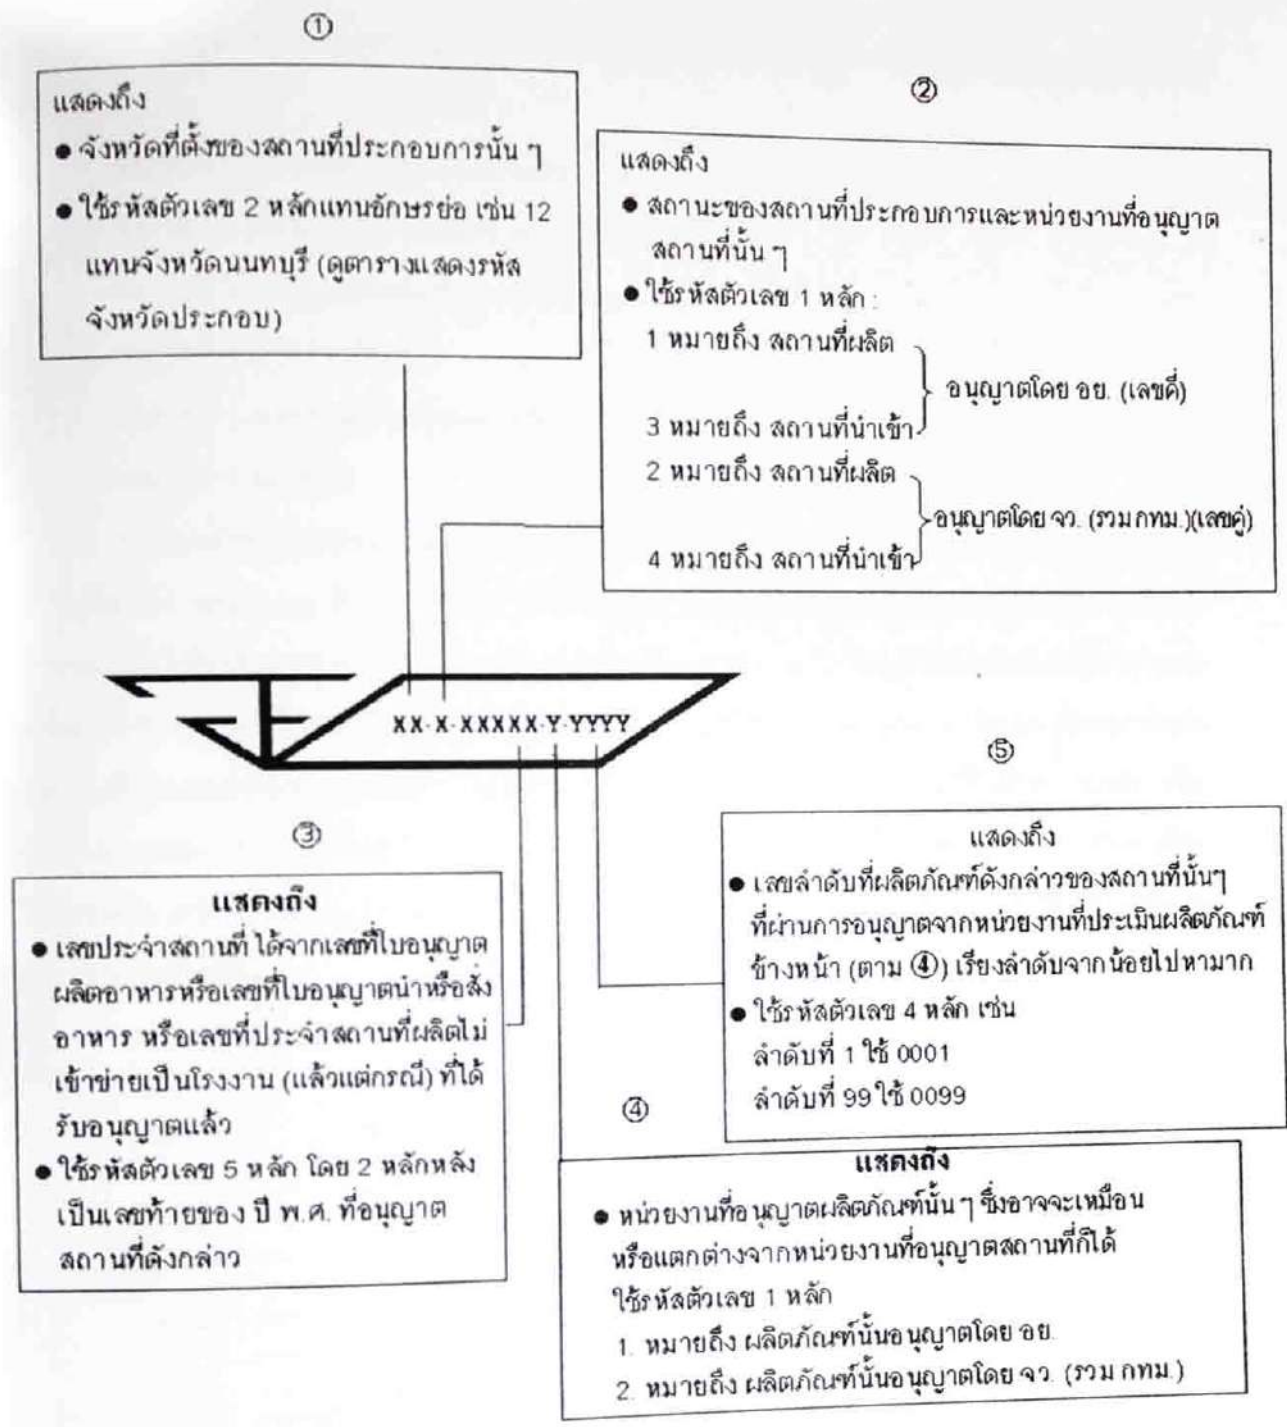 ①
แสดงถึง
● จังหวัดที่ตั้งของสถานที่ประกอบการนั้น ๆ
● ใช้รหัสตัวเลข 2 หลักแทนอักษรย่อ เช่น 12
แทนจังหวัดนนทบุรี (ดูตารางแสดงรหัส
จังหวัดประกอบ)
②
แสดงถึง
● สถานะของสถานที่ประกอบการและหน่วยงานที่อนุญาต
สถานที่นั้น ๆ
● ใช้รหัสตัวเลข 1 หลัก :
1 หมายถึง สถานที่ผลิต
อนุญาตโดย อย. (เลขคี่)
3 หมายถึง สถานที่นำเข้า
2 หมายถึง สถานที่ผลิต
อนุญาตโดย จว. (รวมกทม.)(เลขคู่)
4 หมายถึง สถานที่นำเข้า
XX-X-XXXXX-Y-YYYY
③
แสดงถึง
● เลขประจำสถานที่ ได้จากเลขที่ใบอนุญาต
ผลิตอาหารหรือเลขที่ใบอนุญาตนำหรือสั่ง
อาหาร หรือเลขที่ประจำสถานที่ผลิตไม่
เข้าข่ายเป็นโรงงาน (แล้วแต่กรณี) ที่ได้
รับอนุญาตแล้ว
● ใช้รหัสตัวเลข 5 หลัก โดย 2 หลักหลัง
เป็นเลขท้ายของ ปี พ.ศ. ที่อนุญาต
สถานที่ดังกล่าว
⑤
แสดงถึง
● เลขลำดับที่ผลิตภัณฑ์ดังกล่าวของสถานที่นั้นๆ
ที่ผ่านการอนุญาตจากหน่วยงานที่ประเมินผลิตภัณฑ์
ข้างหน้า (ตาม ④) เรียงลำดับจากน้อยไปหามาก
● ใช้รหัสตัวเลข 4 หลัก เช่น
ลำดับที่ 1 ใช้ 0001
ลำดับที่ 99 ใช้ 0099
④
แสดงถึง
● หน่วยงานที่อนุญาตผลิตภัณฑ์นั้น ๆ ซึ่งอาจจะเหมือน
หรือแตกต่างจากหน่วยงานที่อนุญาตสถานที่ก็ได้
ใช้รหัสตัวเลข 1 หลัก
1. หมายถึง ผลิตภัณฑ์นั้นอนุญาตโดย อย.
2. หมายถึง ผลิตภัณฑ์นั้นอนุญาตโดย จว. (รวม กทม.)